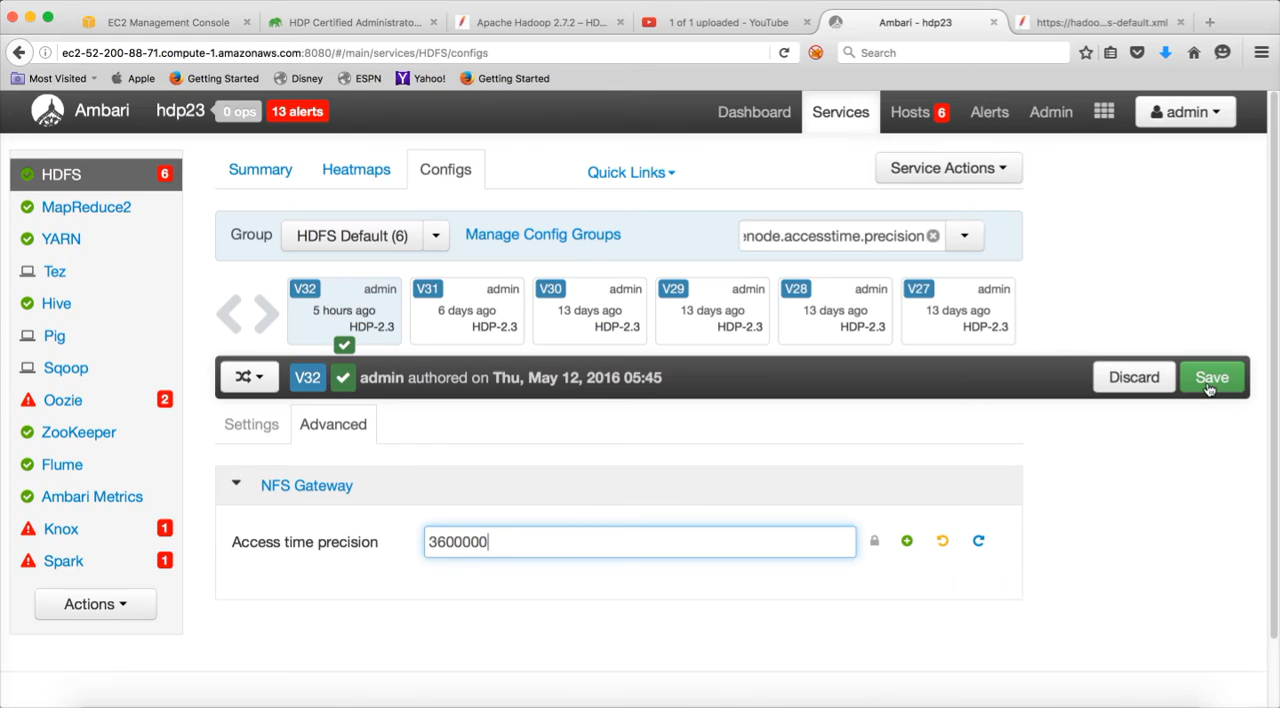 EC2 Management Console
HDP Certified Administrato...
Apache Hadoop 2.7.2 – HD...
1 of 1 uploaded - YouTube
Ambari - hdp23
https://hadoo...s-default.xml
ec2-52-200-88-71.compute-1.amazonaws.com:8080/#/main/services/HDFS/configs
Search
Most Visited
Apple
Getting Started
Disney
ESPN
Yahoo!
Getting Started
Ambari
hdp23
0 ops
13 alerts
Dashboard
Services
Hosts 6
Alerts
Admin
admin
HDFS 6
MapReduce2
YARN
Tez
Hive
Pig
Sqoop
Oozie 2
ZooKeeper
Flume
Ambari Metrics
Knox 1
Spark 1
Actions
Summary
Heatmaps
Configs
Quick Links
Service Actions
Group
HDFS Default (6)
Manage Config Groups
node.accesstime.precision
V32 admin
5 hours ago
HDP-2.3
V31 admin
6 days ago
HDP-2.3
V30 admin
13 days ago
HDP-2.3
V29 admin
13 days ago
HDP-2.3
V28 admin
13 days ago
HDP-2.3
V27 admin
13 days ago
HDP-2.3
V32 admin authored on Thu, May 12, 2016 05:45
Discard
Save
Settings
Advanced
NFS Gateway
Access time precision
3600000